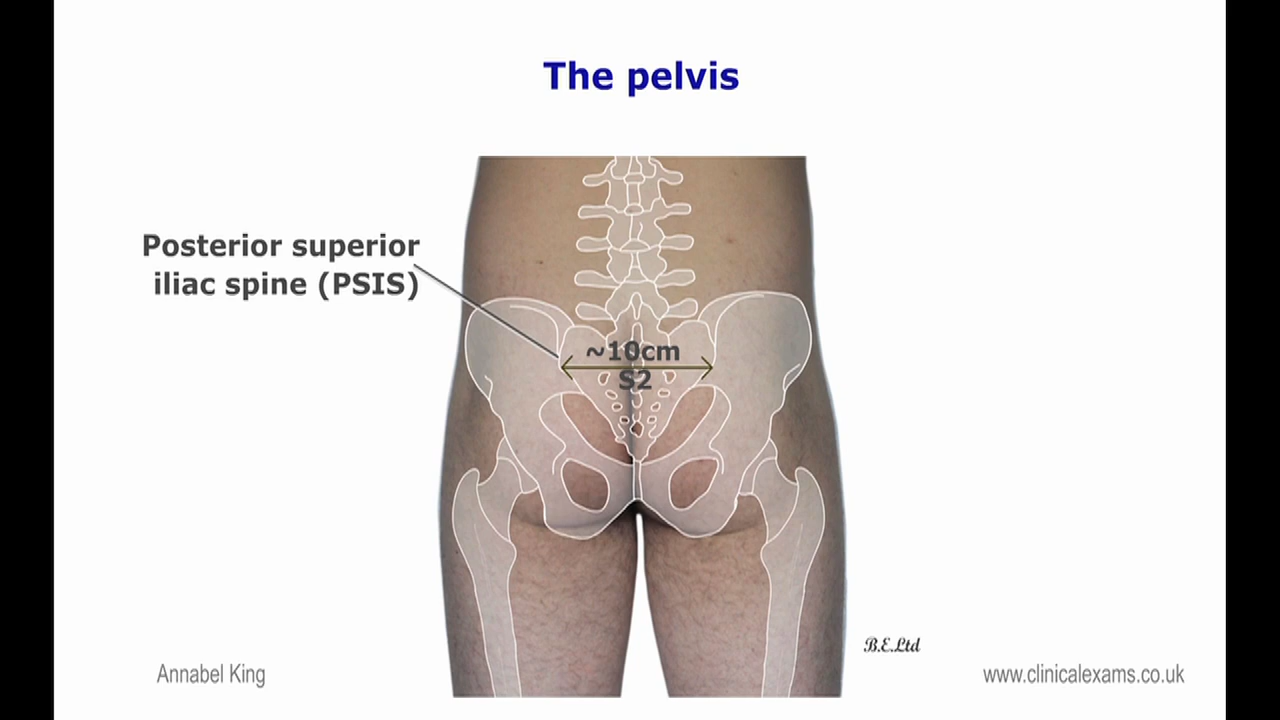 The pelvis
Posterior superior
iliac spine (PSIS)
~10cm
S2
B.E.Ltd
Annabel King
www.clinicalexams.co.uk